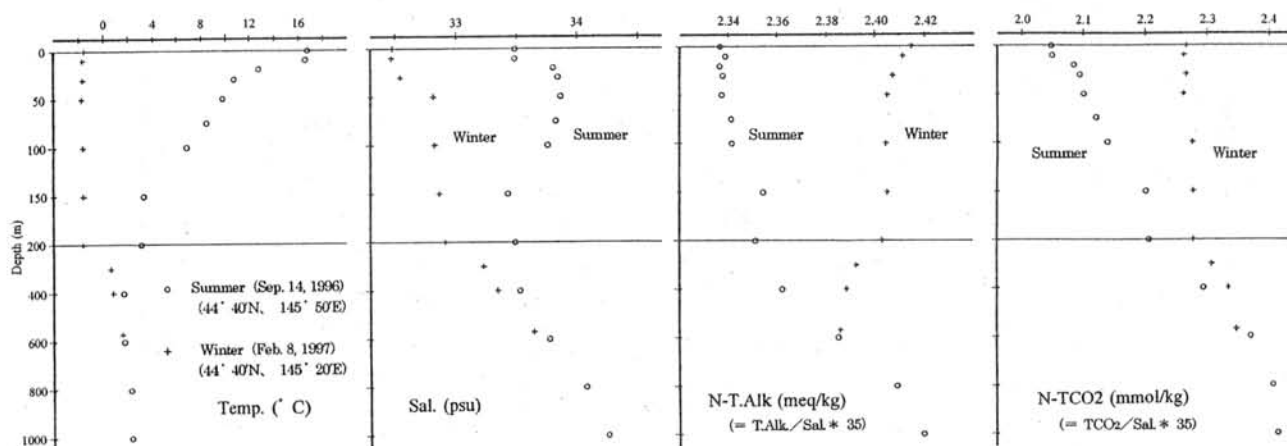 0 4 8 12 16
33 34
2.34 2.36 2.38 2.40 2.42
2.0 2.1 2.2 2.3 2.4
0
50
100
150
200
400
600
800
1000
Depth (m)
Summer (Sep. 14, 1996)
(44° 40'N、 145° 50'E)
Winter (Feb. 8, 1997)
(44° 40'N、 145° 20'E)
Temp. (° C)
Winter Summer
Sal. (psu)
Summer Winter
N-T.Alk (meq/kg)
(= T.Alk./Sal. * 35)
Summer Winter
N-TCO2 (mmol/kg)
(= TCO2/Sal. * 35)